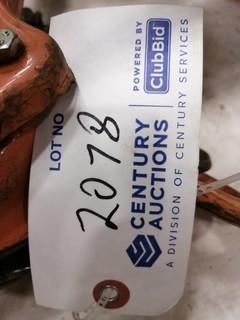 LOT NO
2078
CENTURY
AUCTIONS
A DIVISION OF CENTURY SERVICES
POWERED BY
ClubBid